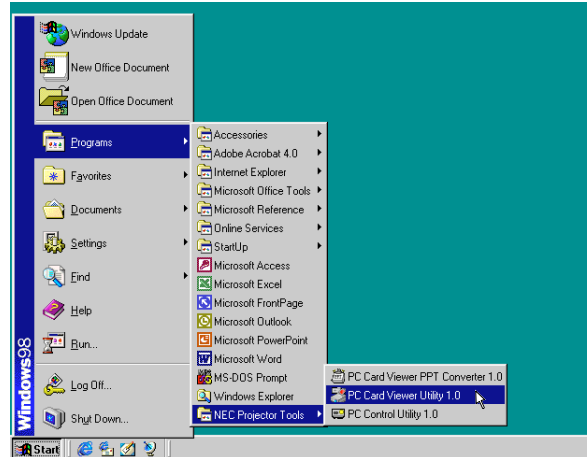 Windows Update
New Office Document
Open Office Document
Programs
Favorites
Documents
Settings
Find
Help
Run...
Log Off...
Shut Down...
Windows98
Accessories
Adobe Acrobat 4.0
Internet Explorer
Microsoft Office Tools
Microsoft Reference
Online Services
StartUp
Microsoft Access
Microsoft Excel
Microsoft FrontPage
Microsoft Outlook
Microsoft PowerPoint
Microsoft Word
MS-DOS Prompt
Windows Explorer
NEC Projector Tools
PC Card Viewer PPT Converter 1.0
PC Card Viewer Utility 1.0
PC Control Utility 1.0
Start